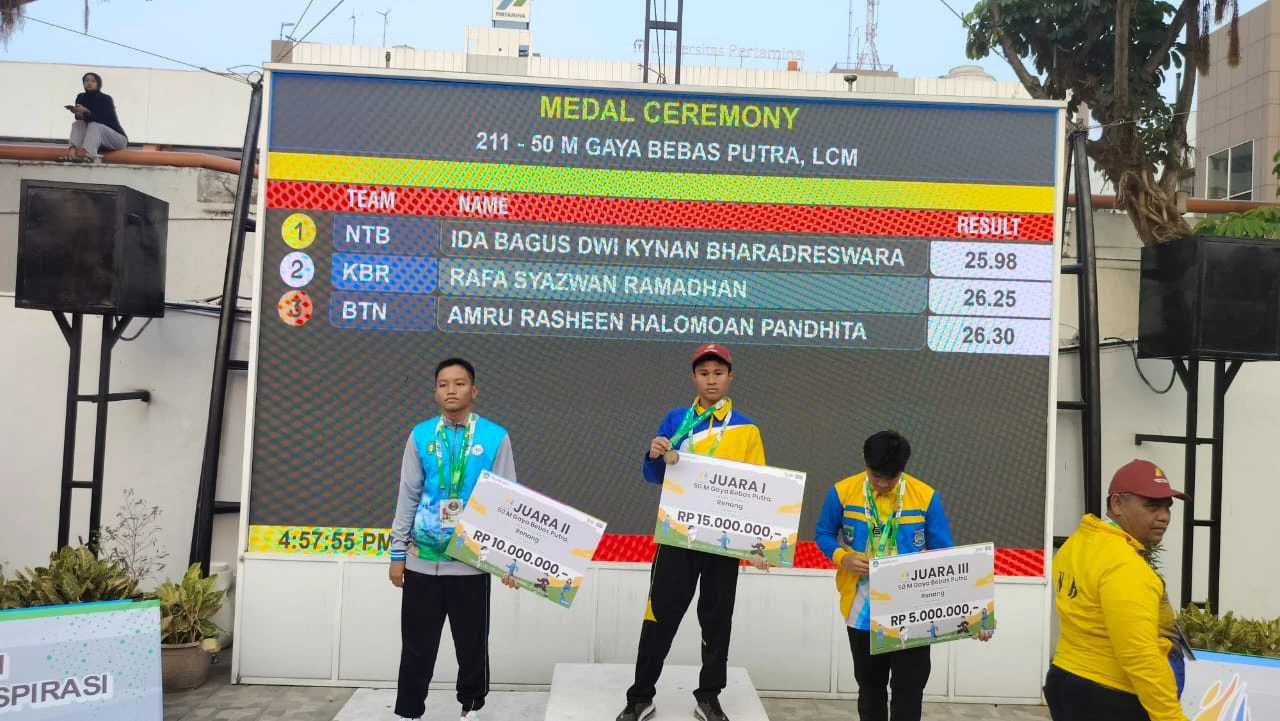 PERTAMINA
Universitas Pertamina
MEDAL CEREMONY
211 - 50 M GAYA BEBAS PUTRA, LCM
TEAM NAME RESULT
1 NTB IDA BAGUS DWI KYNAN BHARADRESWARA 25.98
2 KBR RAFA SYAZWAN RAMADHAN 26.25
3 BTN AMRU RASHEEN HALOMOAN PANDHITA 26.30
4:57:55 PM
JUARA II
50 M Gaya Bebas Putra,
Renang
RP 10.000.000,-
JUARA I
50 M Gaya Bebas Putra,
Renang
RP 15.000.000,-
JUARA III
50 M Gaya Bebas Putra,
Renang
RP 5.000.000,-
SPIRASI